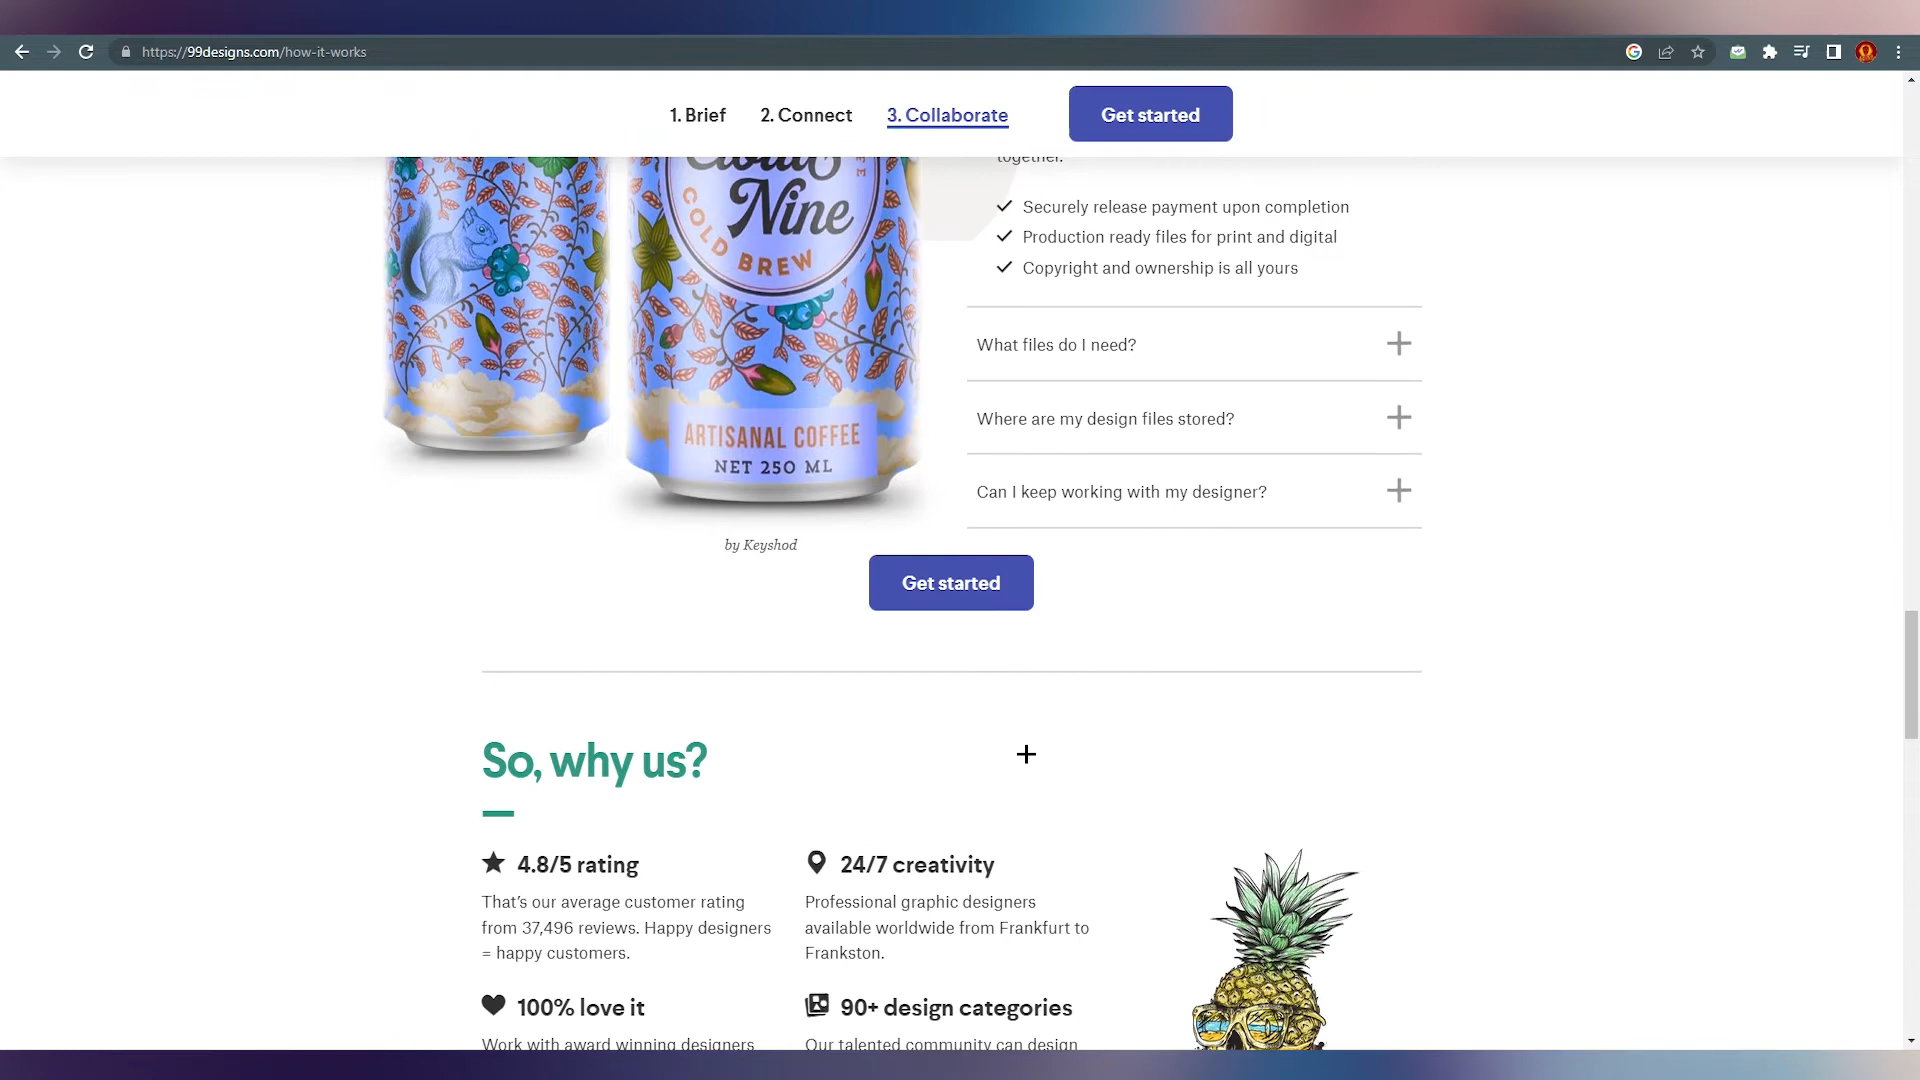 https://99designs.com/how-it-works
1. Brief
2. Connect
3. Collaborate
Get started
together.
Nine
COLD BREW
ARTISANAL COFFEE
NET 250 ML
by Keyshod
Securely release payment upon completion
Production ready files for print and digital
Copyright and ownership is all yours
What files do I need?
Where are my design files stored?
Can I keep working with my designer?
Get started
So, why us?
4.8/5 rating
That's our average customer rating
from 37,496 reviews. Happy designers
= happy customers.
24/7 creativity
Professional graphic designers
available worldwide from Frankfurt to
Frankston.
100% love it
Work with award winning designers
90+ design categories
Our talented community can design